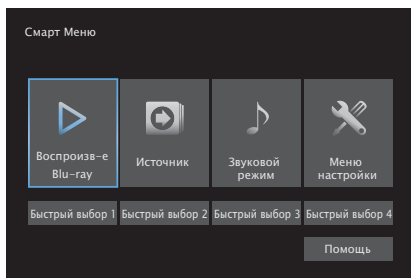 Смарт Меню
Воспроизв-е
Blu-ray
Источник
Звуковой
режим
Меню
настройки
Быстрый выбор 1
Быстрый выбор 2
Быстрый выбор 3
Быстрый выбор 4
Помощь